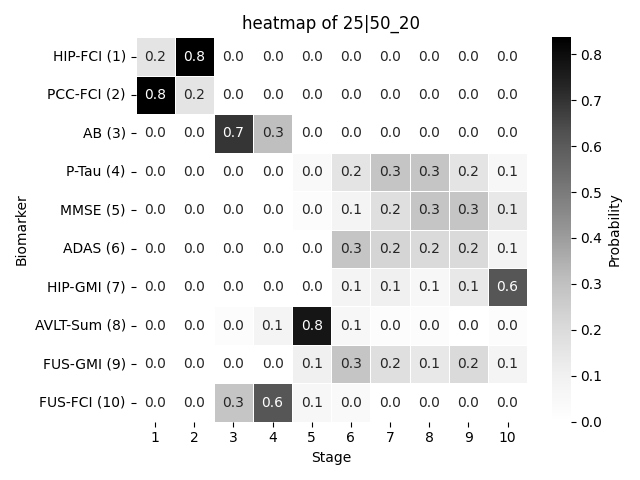 heatmap of 25|50_20
HIP-FCI (1) 0.2 0.8 0.0 0.0 0.0 0.0 0.0 0.0 0.0 0.0
PCC-FCI (2) 0.8 0.2 0.0 0.0 0.0 0.0 0.0 0.0 0.0 0.0
AB (3) 0.0 0.0 0.7 0.3 0.0 0.0 0.0 0.0 0.0 0.0
P-Tau (4) 0.0 0.0 0.0 0.0 0.0 0.2 0.3 0.3 0.2 0.1
MMSE (5) 0.0 0.0 0.0 0.0 0.0 0.1 0.2 0.3 0.3 0.1
ADAS (6) 0.0 0.0 0.0 0.0 0.0 0.3 0.2 0.2 0.2 0.1
HIP-GMI (7) 0.0 0.0 0.0 0.0 0.0 0.1 0.1 0.1 0.1 0.6
AVLT-Sum (8) 0.0 0.0 0.0 0.1 0.8 0.1 0.0 0.0 0.0 0.0
FUS-GMI (9) 0.0 0.0 0.0 0.0 0.1 0.3 0.2 0.1 0.2 0.1
FUS-FCI (10) 0.0 0.0 0.3 0.6 0.1 0.0 0.0 0.0 0.0 0.0
1 2 3 4 5 6 7 8 9 10
Stage
Biomarker
0.8
0.7
0.6
0.5
0.4
0.3
0.2
0.1
0.0
Probability